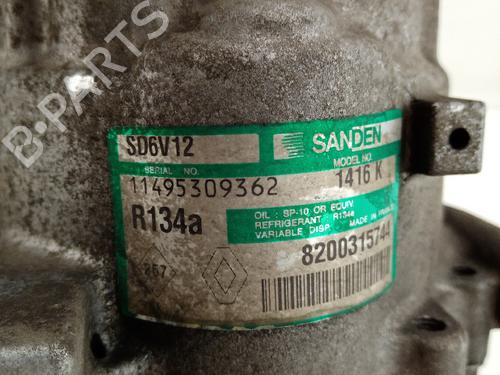 B-PARTS
SD6V12 SANDEN
SERIAL NO. MODEL NO.
11495309362 1416 K
R134a
OIL : SP-10 OR EQUIV.
REFRIGERANT R134a
VARIABLE DISP. MADE IN FRANCE
8200315744